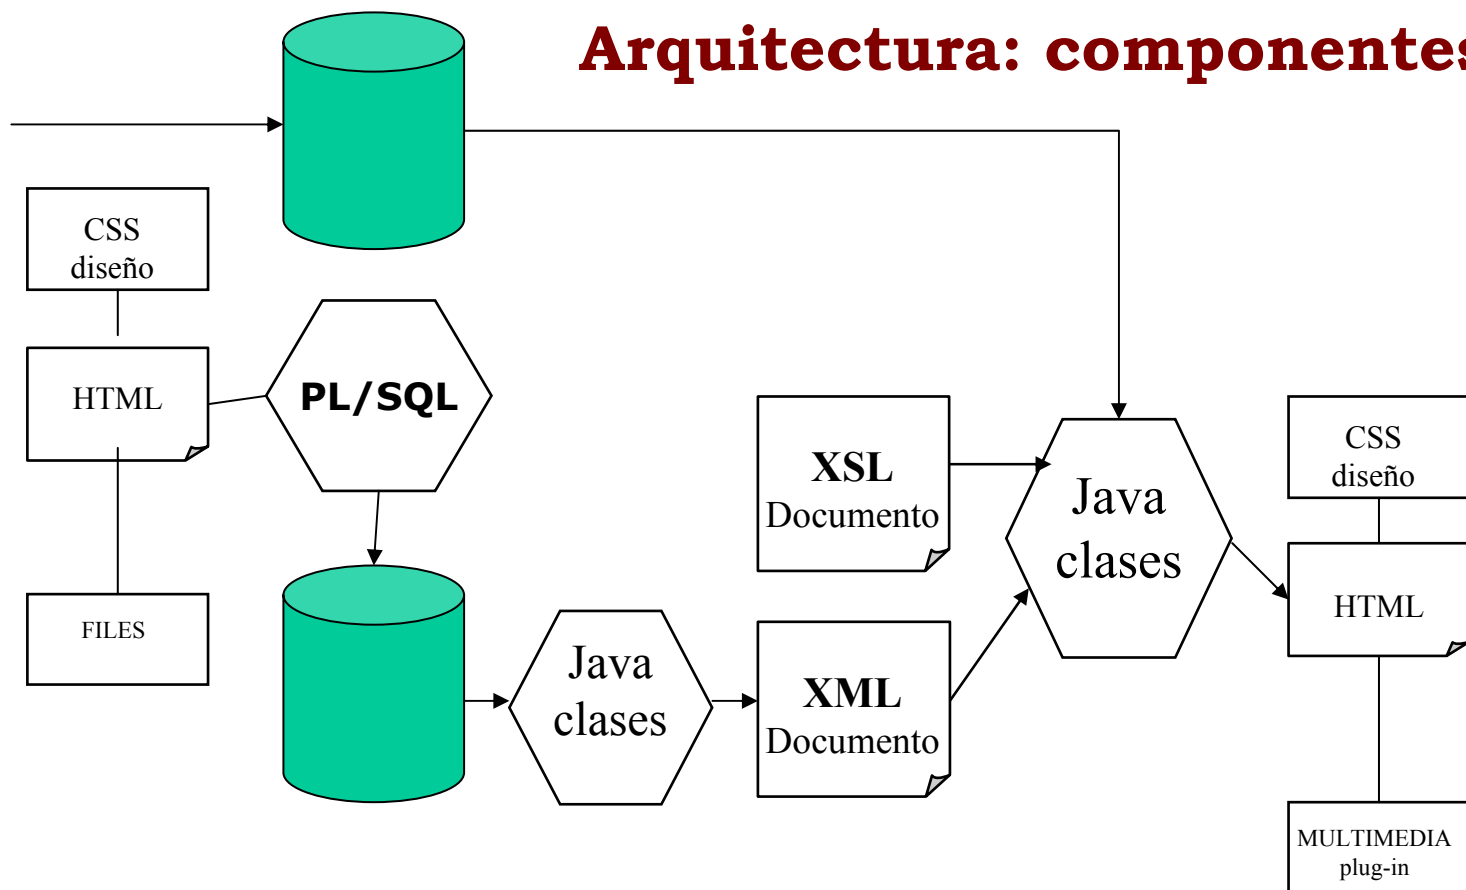 Arquitectura: componentes
CSS
diseño
HTML
PL/SQL
FILES
Java
clases
XSL
Documento
XML
Documento
Java
clases
CSS
diseño
HTML
MULTIMEDIA
plug-in